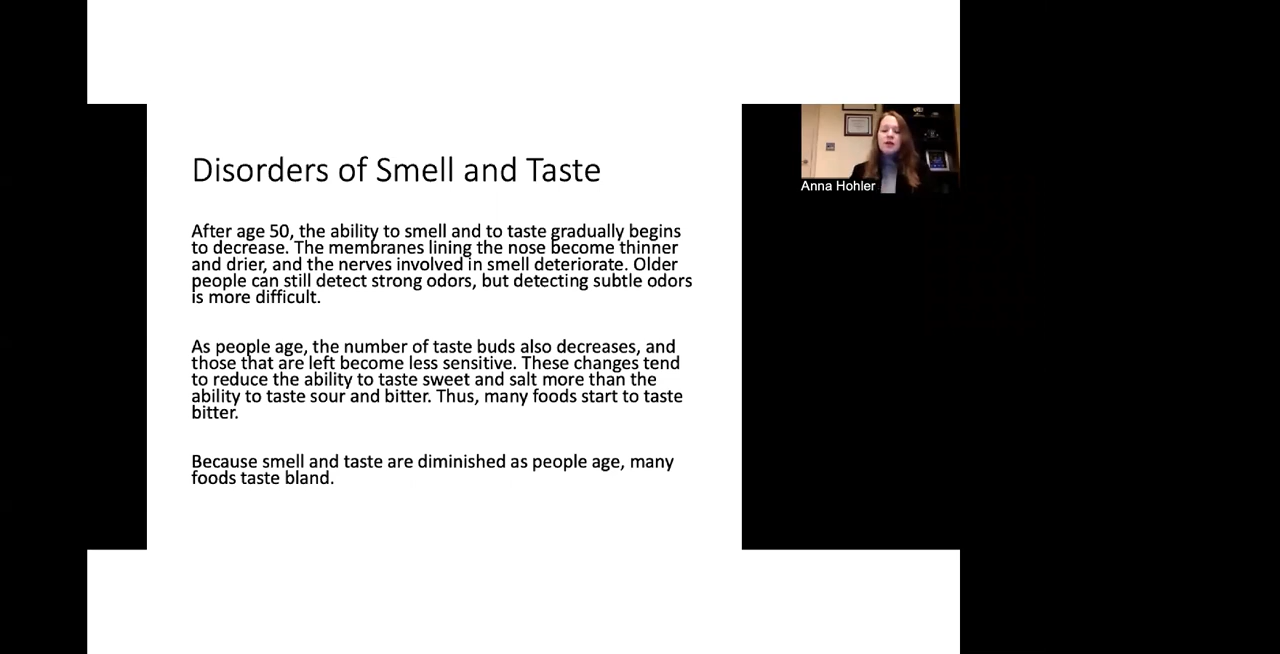 Disorders of Smell and Taste
After age 50, the ability to smell and to taste gradually begins
to decrease. The membranes lining the nose become thinner
and drier, and the nerves involved in smell deteriorate. Older
people can still detect strong odors, but detecting subtle odors
is more difficult.
As people age, the number of taste buds also decreases, and
those that are left become less sensitive. These changes tend
to reduce the ability to taste sweet and salt more than the
ability to taste sour and bitter. Thus, many foods start to taste
bitter.
Because smell and taste are diminished as people age, many
foods taste bland.
Anna Hohler